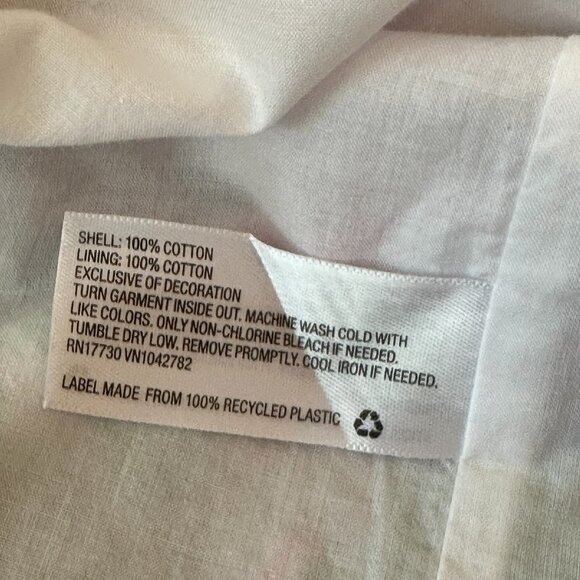 SHELL: 100% COTTON
LINING: 100% COTTON
EXCLUSIVE OF DECORATION
TURN GARMENT INSIDE OUT. MACHINE WASH COLD WITH
LIKE COLORS. ONLY NON-CHLORINE BLEACH IF NEEDED.
TUMBLE DRY LOW. REMOVE PROMPTLY. COOL IRON IF NEEDED.
RN17730 VN1042782
LABEL MADE FROM 100% RECYCLED PLASTIC